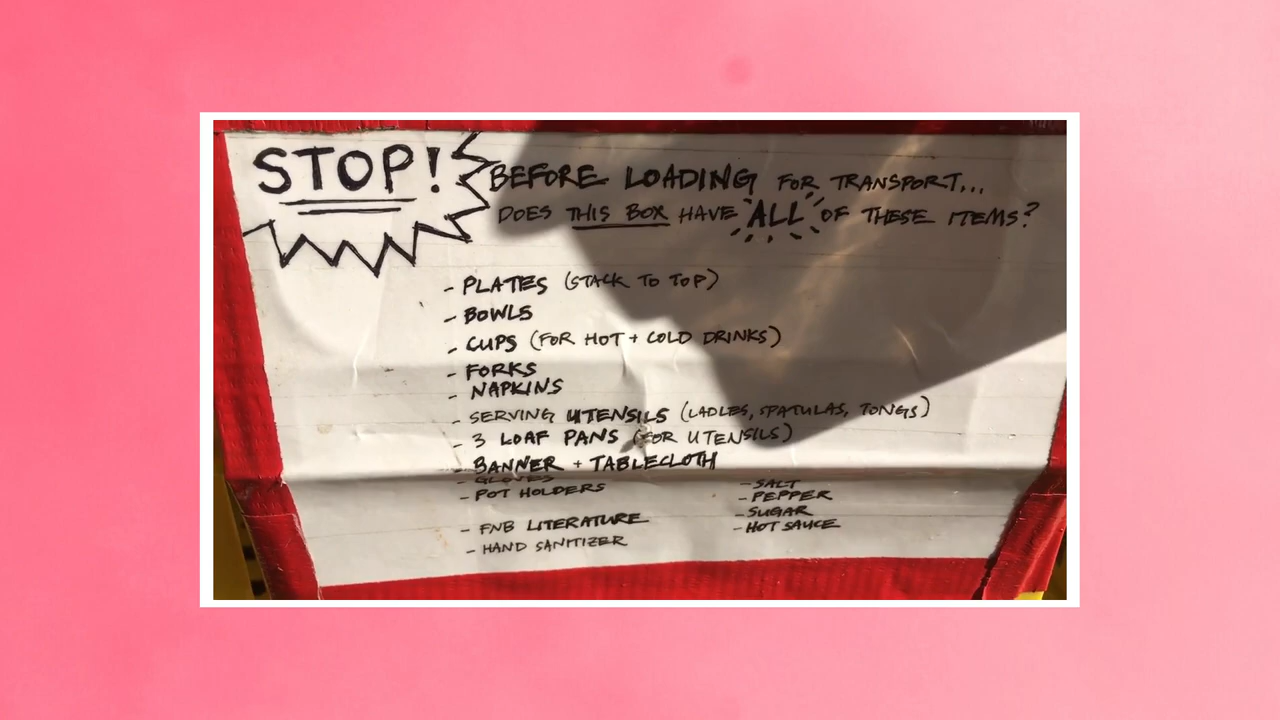 STOP!
BEFORE LOADING FOR TRANSPORT...
DOES THIS BOX HAVE ALL OF THESE ITEMS?
- PLATES (STACK TO TOP)
- BOWLS
- CUPS (FOR HOT + COLD DRINKS)
- FORKS
- NAPKINS
- SERVING UTENSILS (LADLES, SPATULAS, TONGS)
- 3 LOAF PANS (FOR UTENSILS)
- BANNER + TABLECLOTH
- GLOVES
- POT HOLDERS
- FNB LITERATURE
- HAND SANITIZER
- SALT
- PEPPER
- SUGAR
- HOT SAUCE